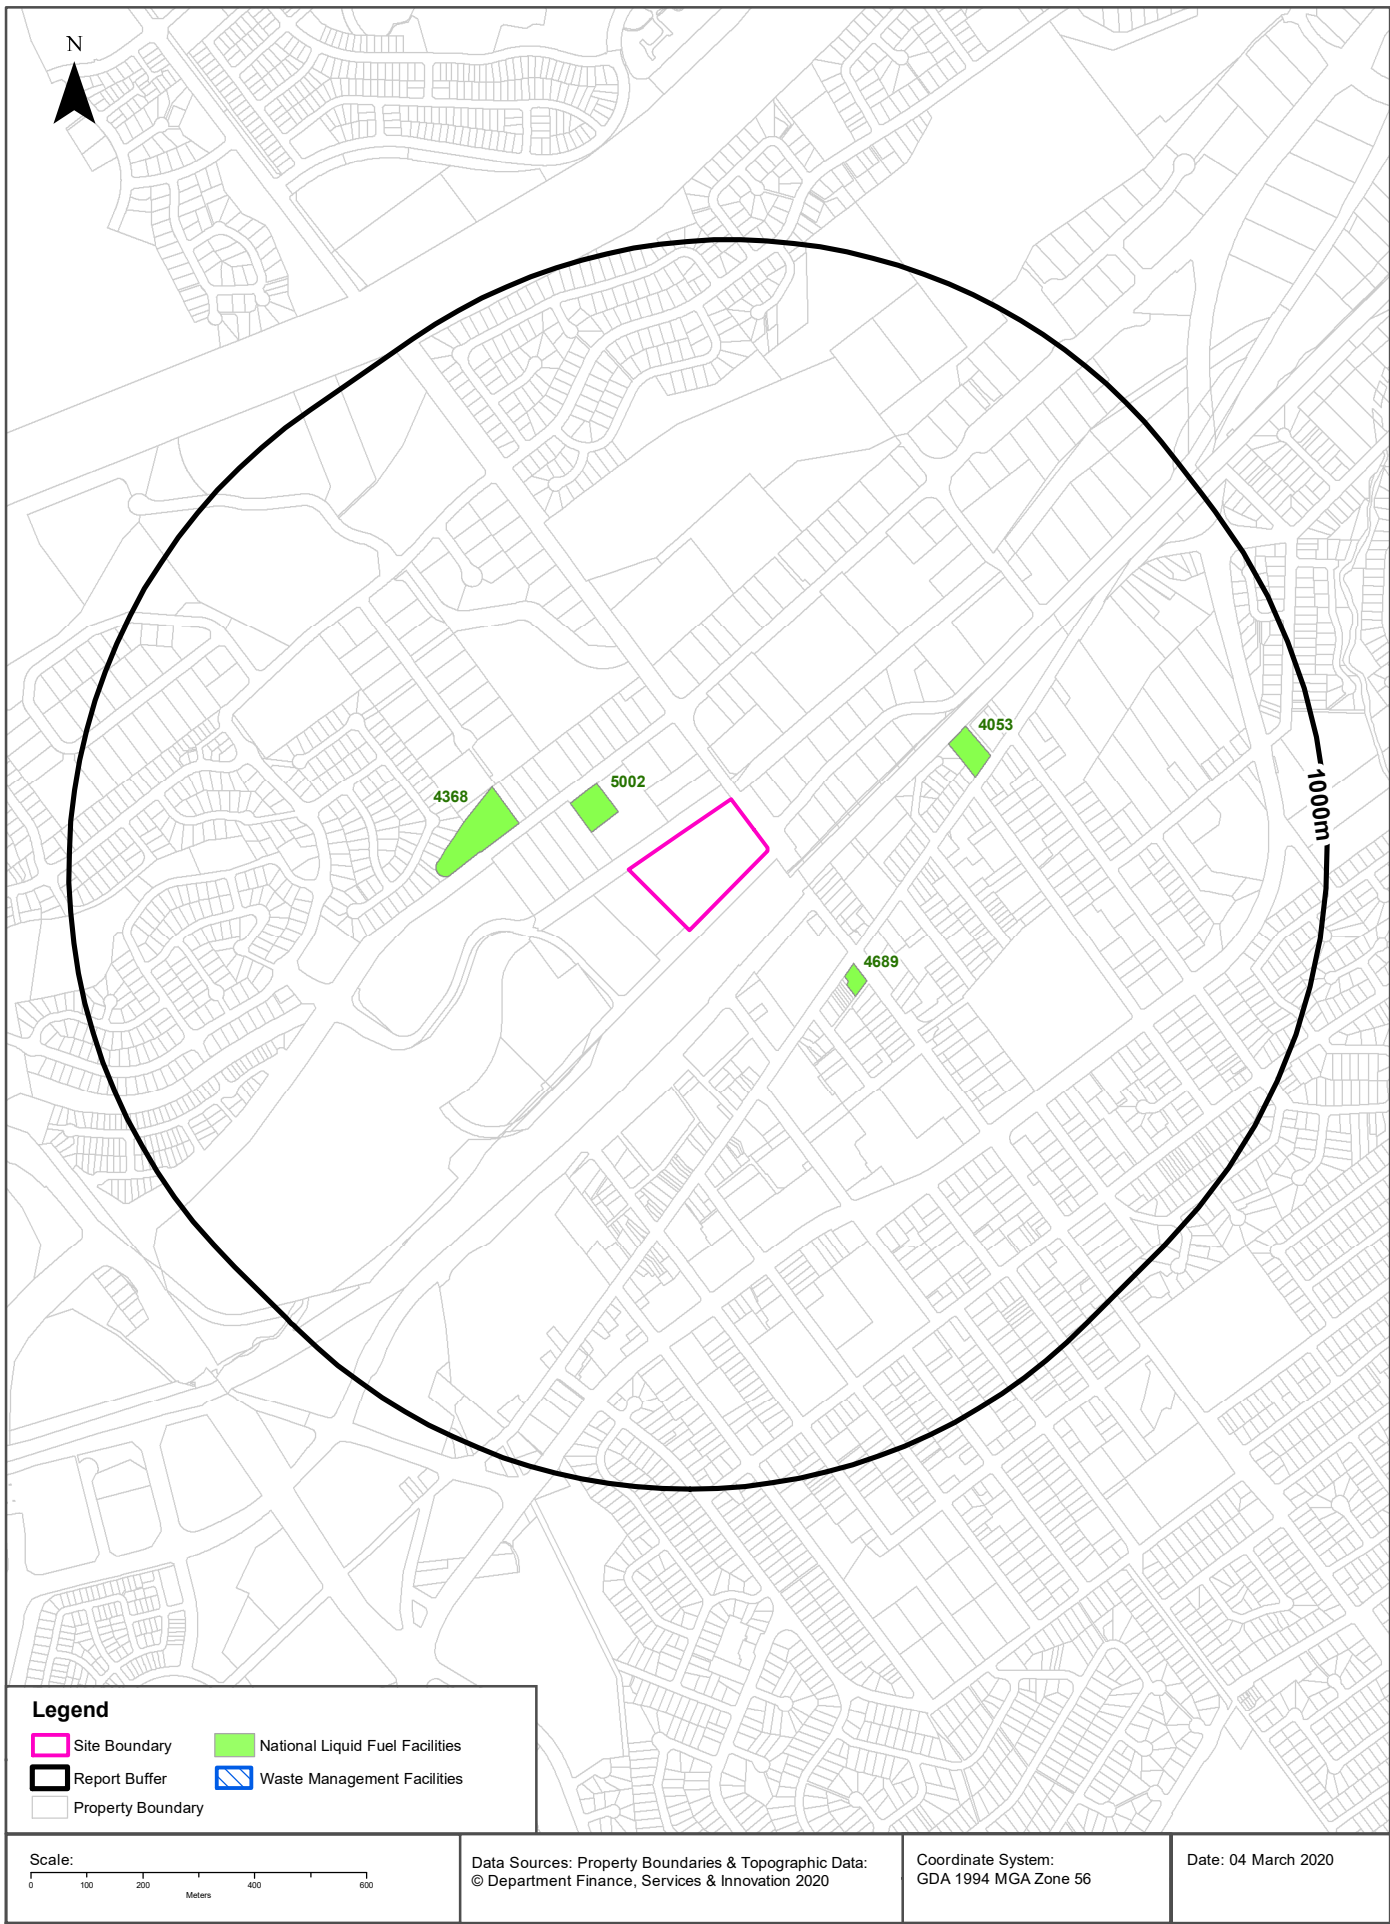 N
4053
5002
4368
1000m
4689
Legend
Site Boundary
National Liquid Fuel Facilities
Report Buffer
Waste Management Facilities
Property Boundary
Scale:
0 100 200 400 600
Meters
Data Sources: Property Boundaries & Topographic Data:
© Department Finance, Services & Innovation 2020
Coordinate System:
GDA 1994 MGA Zone 56
Date: 04 March 2020